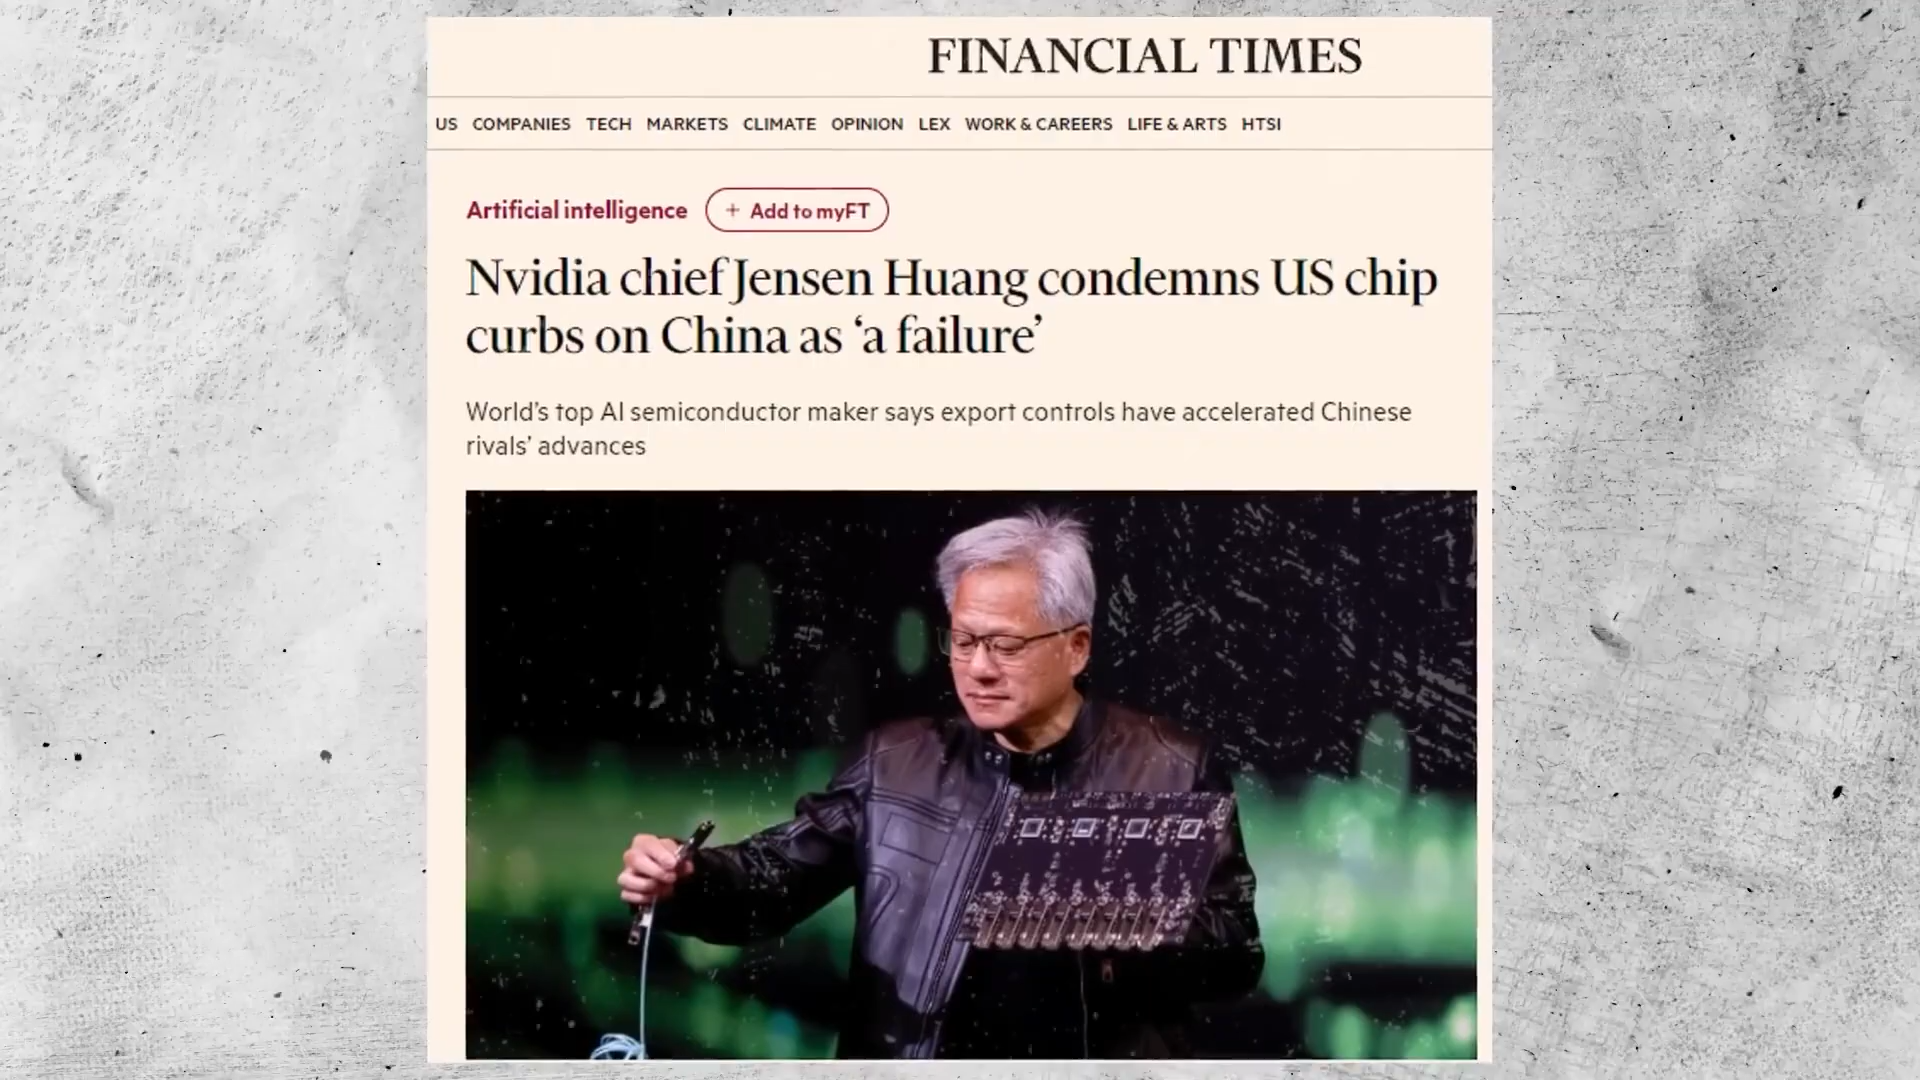 FINANCIAL TIMES
US COMPANIES TECH MARKETS CLIMATE OPINION LEX WORK & CAREERS LIFE & ARTS HTSI
Artificial intelligence + Add to myFT
Nvidia chief Jensen Huang condemns US chip
curbs on China as ‘a failure’
World’s top AI semiconductor maker says export controls have accelerated Chinese
rivals’ advances